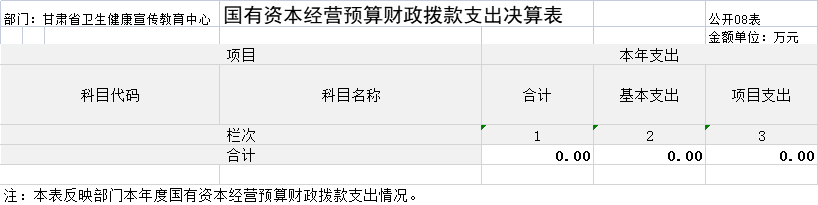 国有资本经营预算财政拨款支出决算表
部门：甘肃省卫生健康宣传教育中心 公开08表
金额单位：万元
项目 本年支出
科目代码 科目名称 合计 基本支出 项目支出
栏次 1 2 3
合计 0.00 0.00 0.00
注：本表反映部门本年度国有资本经营预算财政拨款支出情况。